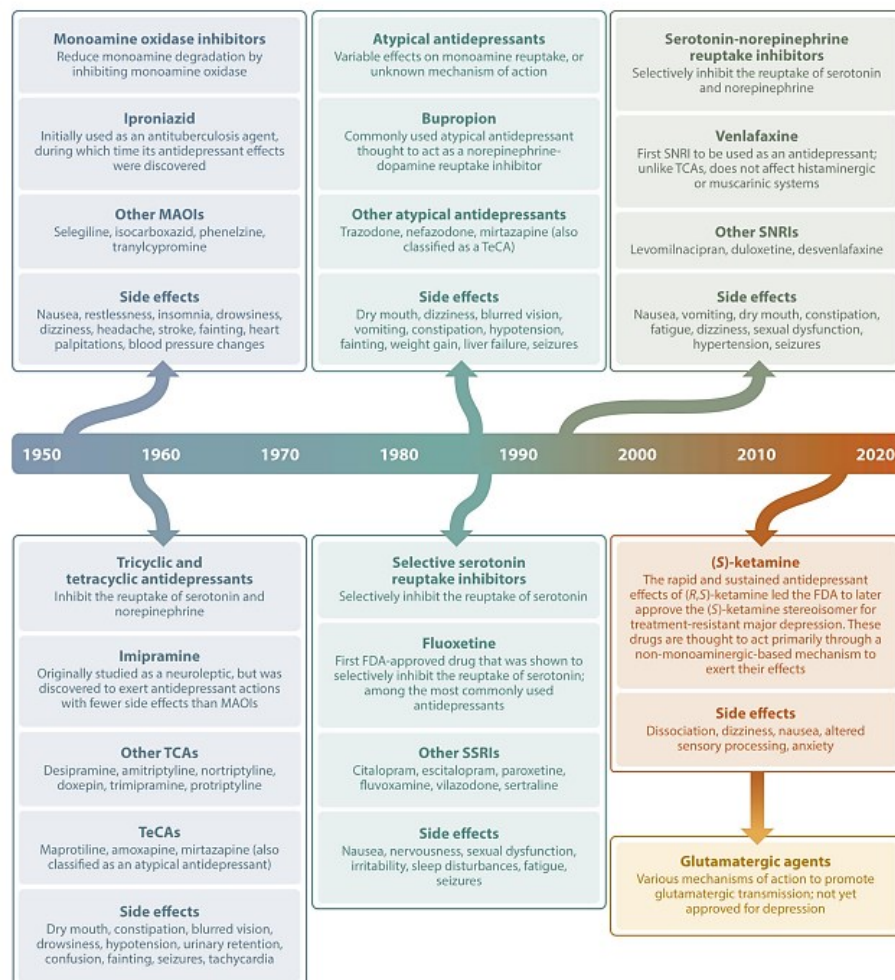 Monoamine oxidase inhibitors
Reduce monoamine degradation by
inhibiting monoamine oxidase
Iproniazid
Initially used as an antituberculosis agent,
during which time its antidepressant effects
were discovered
Other MAOIs
Selegiline, isocarboxazid, phenelzine,
tranylcypromine
Side effects
Nausea, restlessness, insomnia, drowsiness,
dizziness, headache, stroke, fainting, heart
palpitations, blood pressure changes
Atypical antidepressants
Variable effects on monoamine reuptake, or
unknown mechanism of action
Bupropion
Commonly used atypical antidepressant
thought to act as a norepinephrine-
dopamine reuptake inhibitor
Other atypical antidepressants
Trazodone, nefazodone, mirtazapine (also
classified as a TeCA)
Side effects
Dry mouth, dizziness, blurred vision,
vomiting, constipation, hypotension,
fainting, weight gain, liver failure, seizures
Serotonin-norepinephrine
reuptake inhibitors
Selectively inhibit the reuptake of serotonin
and norepinephrine
Venlafaxine
First SNRI to be used as an antidepressant;
unlike TCAs, does not affect histaminergic
or muscarinic systems
Other SNRIs
Levomilnacipran, duloxetine, desvenlafaxine
Side effects
Nausea, vomiting, dry mouth, constipation,
fatigue, dizziness, sexual dysfunction,
hypertension, seizures
1950 1960 1970 1980 1990 2000 2010 2020
Tricyclic and
tetracyclic antidepressants
Inhibit the reuptake of serotonin and
norepinephrine
Imipramine
Originally studied as a neuroleptic, but was
discovered to exert antidepressant actions
with fewer side effects than MAOIs
Other TCAs
Desipramine, amitriptyline, nortriptyline,
doxepin, trimipramine, protriptyline
TeCAs
Maprotiline, amoxapine, mirtazapine (also
classified as an atypical antidepressant)
Side effects
Dry mouth, constipation, blurred vision,
drowsiness, hypotension, urinary retention,
confusion, fainting, seizures, tachycardia
Selective serotonin
reuptake inhibitors
Selectively inhibit the reuptake of serotonin
Fluoxetine
First FDA-approved drug that was shown to
selectively inhibit the reuptake of serotonin;
among the most commonly used
antidepressants
Other SSRIs
Citalopram, escitalopram, paroxetine,
fluvoxamine, vilazodone, sertraline
Side effects
Nausea, nervousness, sexual dysfunction,
irritability, sleep disturbances, fatigue,
seizures
(S)-ketamine
The rapid and sustained antidepressant
effects of (R,S)-ketamine led the FDA to later
approve the (S)-ketamine stereoisomer for
treatment-resistant major depression. These
drugs are thought to act primarily through a
non-monoaminergic-based mechanism to
exert their effects
Side effects
Dissociation, dizziness, nausea, altered
sensory processing, anxiety
Glutamatergic agents
Various mechanisms of action to promote
glutamatergic transmission; not yet
approved for depression